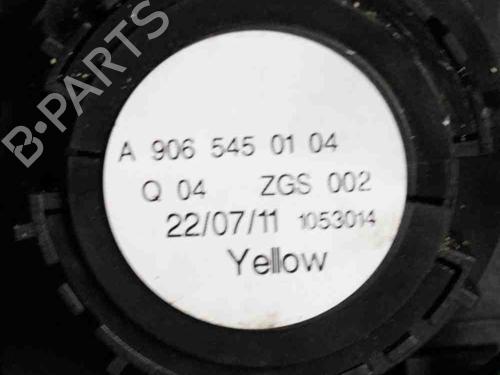 B-PARTS
A 906 545 01 04
Q 04 ZGS 002
22/07/11 1053014
Yellow